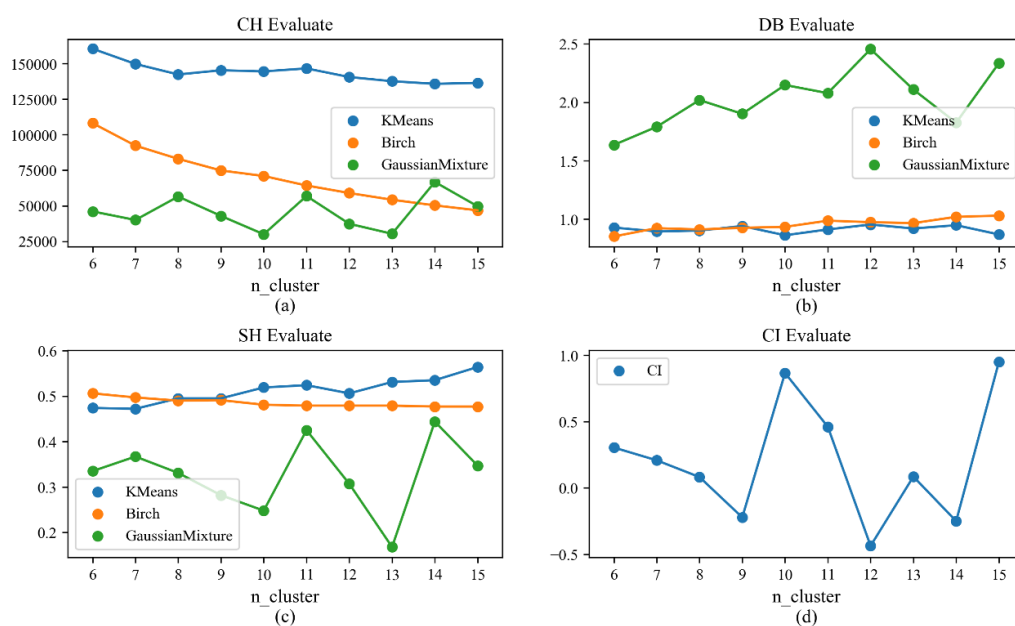 CH Evaluate
150000
125000
100000
75000
50000
25000
KMeans
Birch
GaussianMixture
6 7 8 9 10 11 12 13 14 15
n_cluster
(a)
DB Evaluate
2.5
2.0
1.5
1.0
KMeans
Birch
GaussianMixture
6 7 8 9 10 11 12 13 14 15
n_cluster
(b)
SH Evaluate
0.6
0.5
0.4
0.3
0.2
KMeans
Birch
GaussianMixture
6 7 8 9 10 11 12 13 14 15
n_cluster
(c)
CI Evaluate
1.0
0.5
0.0
−0.5
CI
6 7 8 9 10 11 12 13 14 15
n_cluster
(d)